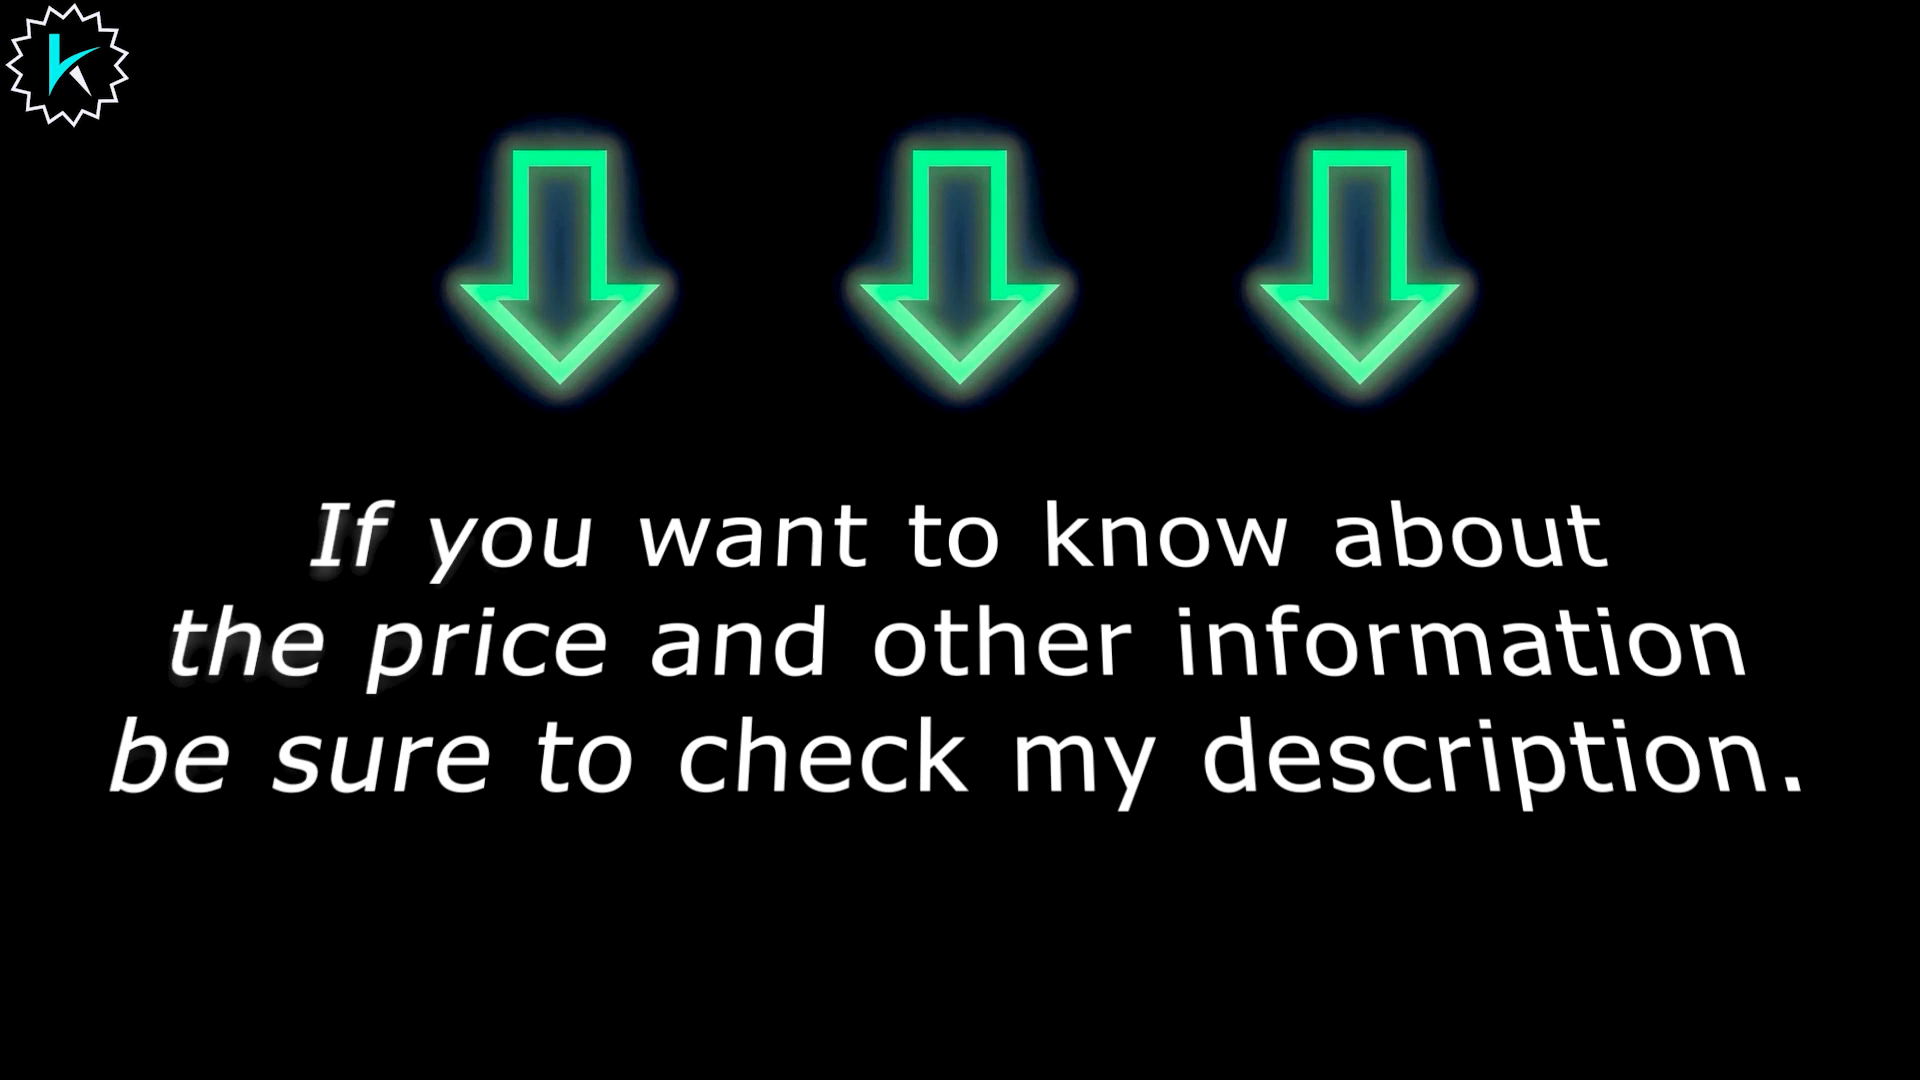 K
If you want to know about
the price and other information
be sure to check my description.